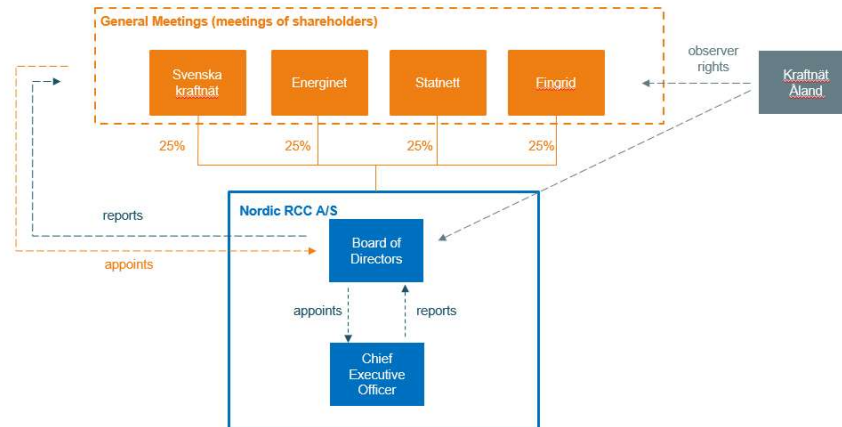 General Meetings (meetings of shareholders)
Svenska
kraftnät
Energinet
Statnett
Fingrid
observer
rights
Kraftnät
Åland
25%
25%
25%
25%
Nordic RCC A/S
reports
Board of
Directors
appoints
appoints
reports
Chief
Executive
Officer